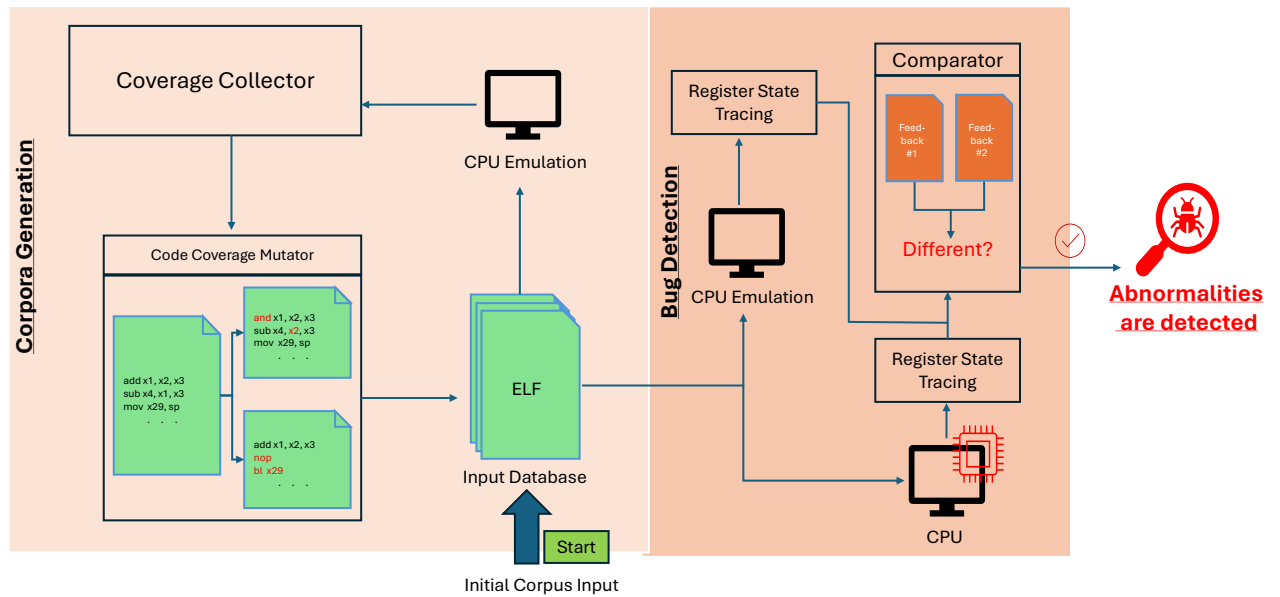 Corpora Generation
Coverage Collector
CPU Emulation
Code Coverage Mutator
add x1, x2, x3
sub x4, x1, x3
mov x29, sp
. . .
and x1, x2, x3
sub x4, x2, x3
mov x29, sp
. . .
add x1, x2, x3
nop
bl x29
. . .
ELF
Input Database
Start
Initial Corpus Input
Bug Detection
Register State
Tracing
CPU Emulation
Comparator
Feed-
back
#1
Feed-
back
#2
Different?
Register State
Tracing
CPU
Abnormalities
are detected